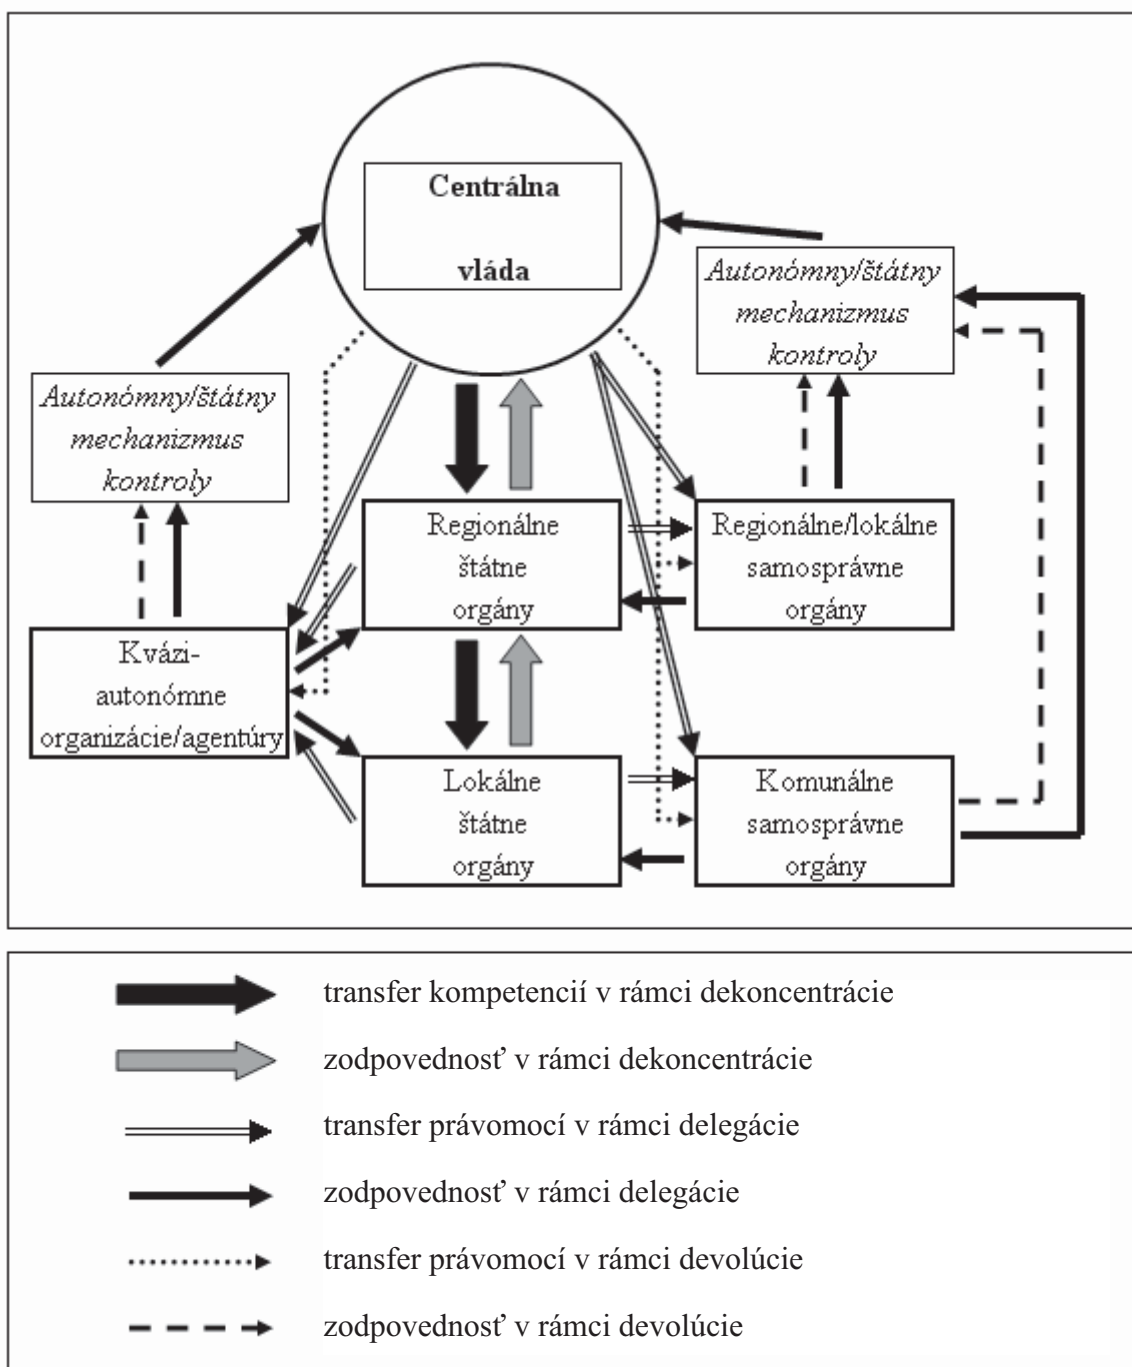 Centrálna
vláda
Autonómny/štátny
mechanizmus
kontroly
Autonómny/štátny
mechanizmus
kontroly
Regionálne
štátne
orgány
Regionálne/lokálne
samosprávne
orgány
Kvázi-
autonómne
organizácie/agentúry
Lokálne
štátne
orgány
Komunálne
samosprávne
orgány
transfer kompetencií v rámci dekoncentrácie
zodpovednosť v rámci dekoncentrácie
transfer právomocí v rámci delegácie
zodpovednosť v rámci delegácie
transfer právomocí v rámci devolúcie
zodpovednosť v rámci devolúcie